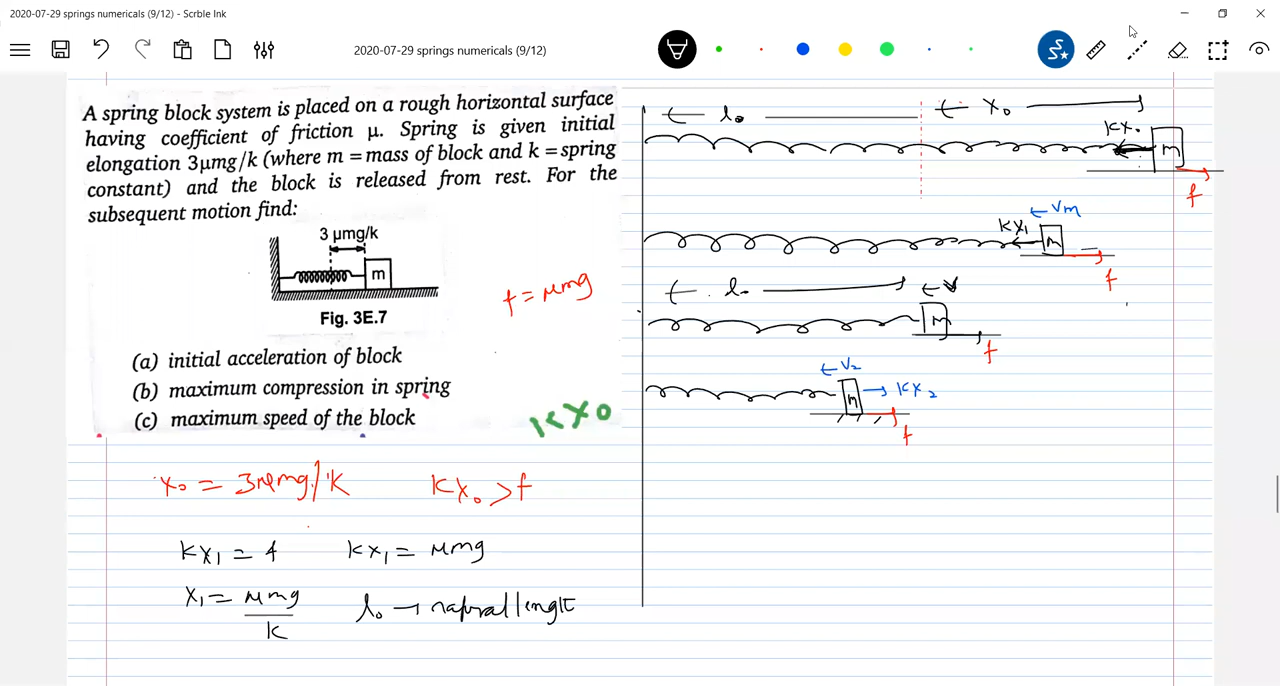 2020-07-29 springs numericals (9/12) - Scrble Ink
2020-07-29 springs numericals (9/12)
A spring block system is placed on a rough horizontal surface
having coefficient of friction μ. Spring is given initial
elongation 3μmg/k (where m = mass of block and k = spring
constant) and the block is released from rest. For the
subsequent motion find:
3 μmg/k
m
Fig. 3E.7
(a) initial acceleration of block
(b) maximum compression in spring
(c) maximum speed of the block
f = μmg
KX0
x0 = 3μmg/K
Kx0 > f
Kx1 = f
Kx1 = μmg
x1 = μmg/K
l0 → natural lengt
l0
x0
Kx0
m
f
Vm
Kx1
m
f
l0
V
m
f
V2
m
KX2
f